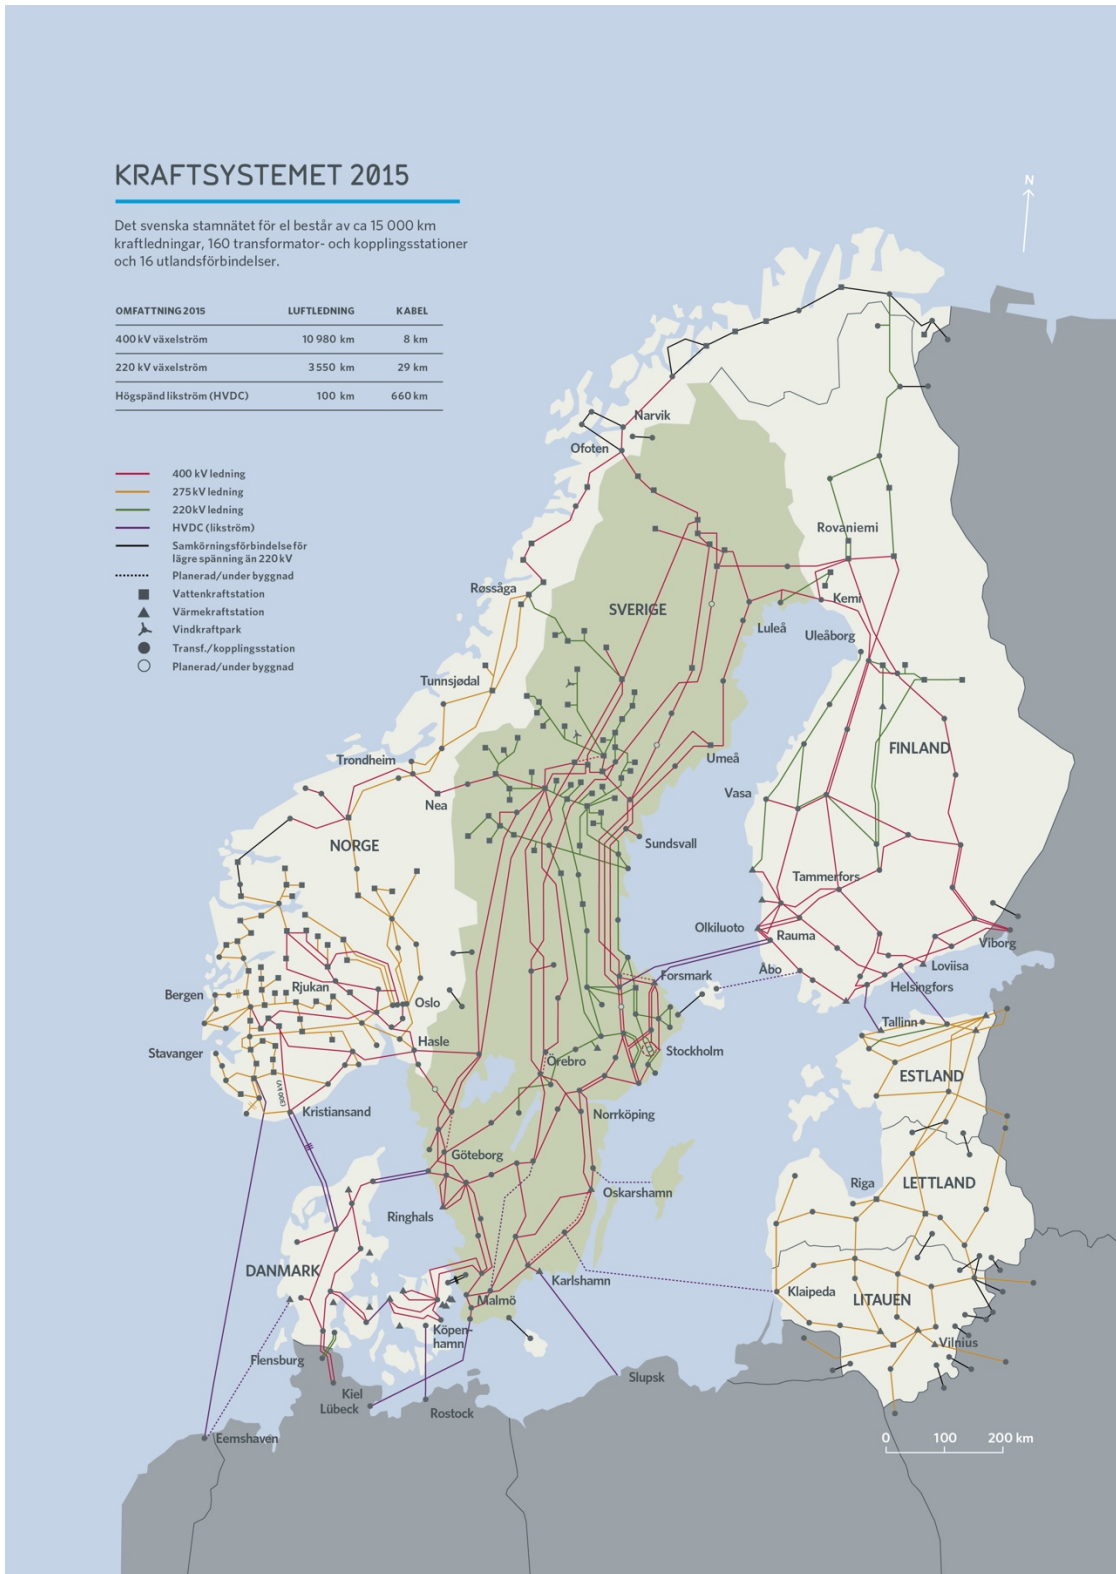 KRAFTSYSTEMET 2015
Det svenska stamnätet för el består av ca 15 000 km
kraftledningar, 160 transformator- och kopplingsstationer
och 16 utlandsförbindelser.
OMFATTNING 2015 LUFTLEDNING KABEL
400 kV växelström 10 980 km 8 km
220 kV växelström 3 550 km 29 km
Högspänd likström (HVDC) 100 km 660 km
400 kV ledning
275 kV ledning
220 kV ledning
HVDC (likström)
Samkörningsförbindelse för
lägre spänning än 220 kV
Planerad/under byggnad
Vattenkraftstation
Värmekraftstation
Vindkraftpark
Transf./kopplingsstation
Planerad/under byggnad
N
Narvik
Ofoten
Rovaniemi
Røssåga
SVERIGE
Kemi
Luleå
Uleåborg
Tunnsjødal
FINLAND
Trondheim
Umeå
Nea
Vasa
NORGE
Sundsvall
Tammerfors
Olkiluoto
Rauma
Viborg
Forsmark
Åbo
Loviisa
Rjukan
Helsingfors
Bergen
Oslo
Tallinn
Hasle
Stavanger
Stockholm
Örebro
ESTLAND
(300 kV)
Kristiansand
Norrköping
Göteborg
Riga
LETTLAND
Oskarshamn
Ringhals
DANMARK
Karlshamn
Klaipeda
LITAUEN
Malmö
Köpen-
hamn
Vilnius
Flensburg
Slupsk
Kiel
Lübeck
Rostock
Eemshaven
0 100 200 km